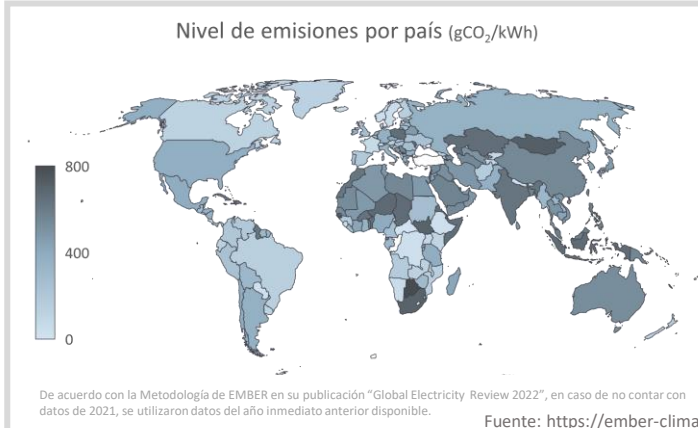 Nivel de emisiones por país (gCO₂/kWh)
800
400
0
De acuerdo con la Metodología de EMBER en su publicación “Global Electricity Review 2022”, en caso de no contar con
datos de 2021, se utilizaron datos del año inmediato anterior disponible.
Fuente: https://ember-clima